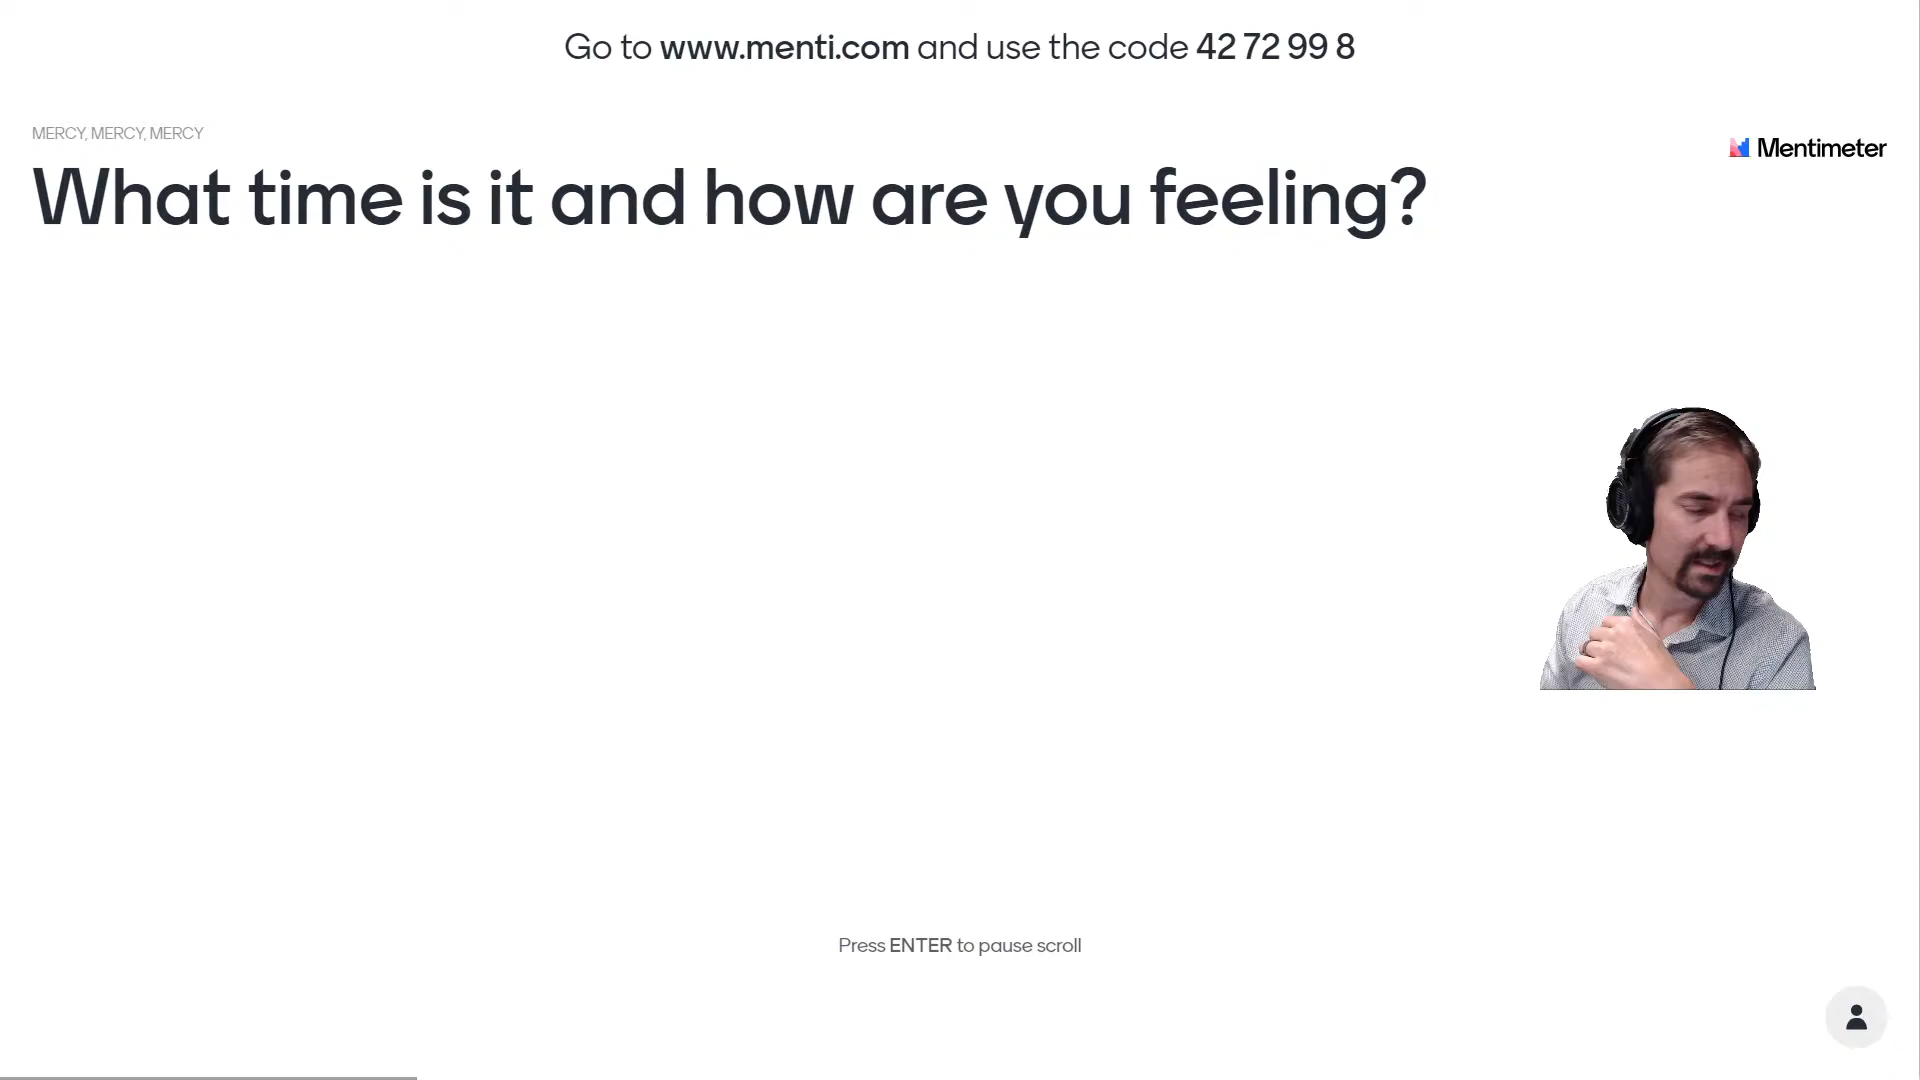 Go to www.menti.com and use the code 42 72 99 8
MERCY, MERCY, MERCY
Mentimeter
What time is it and how are you feeling?
Press ENTER to pause scroll